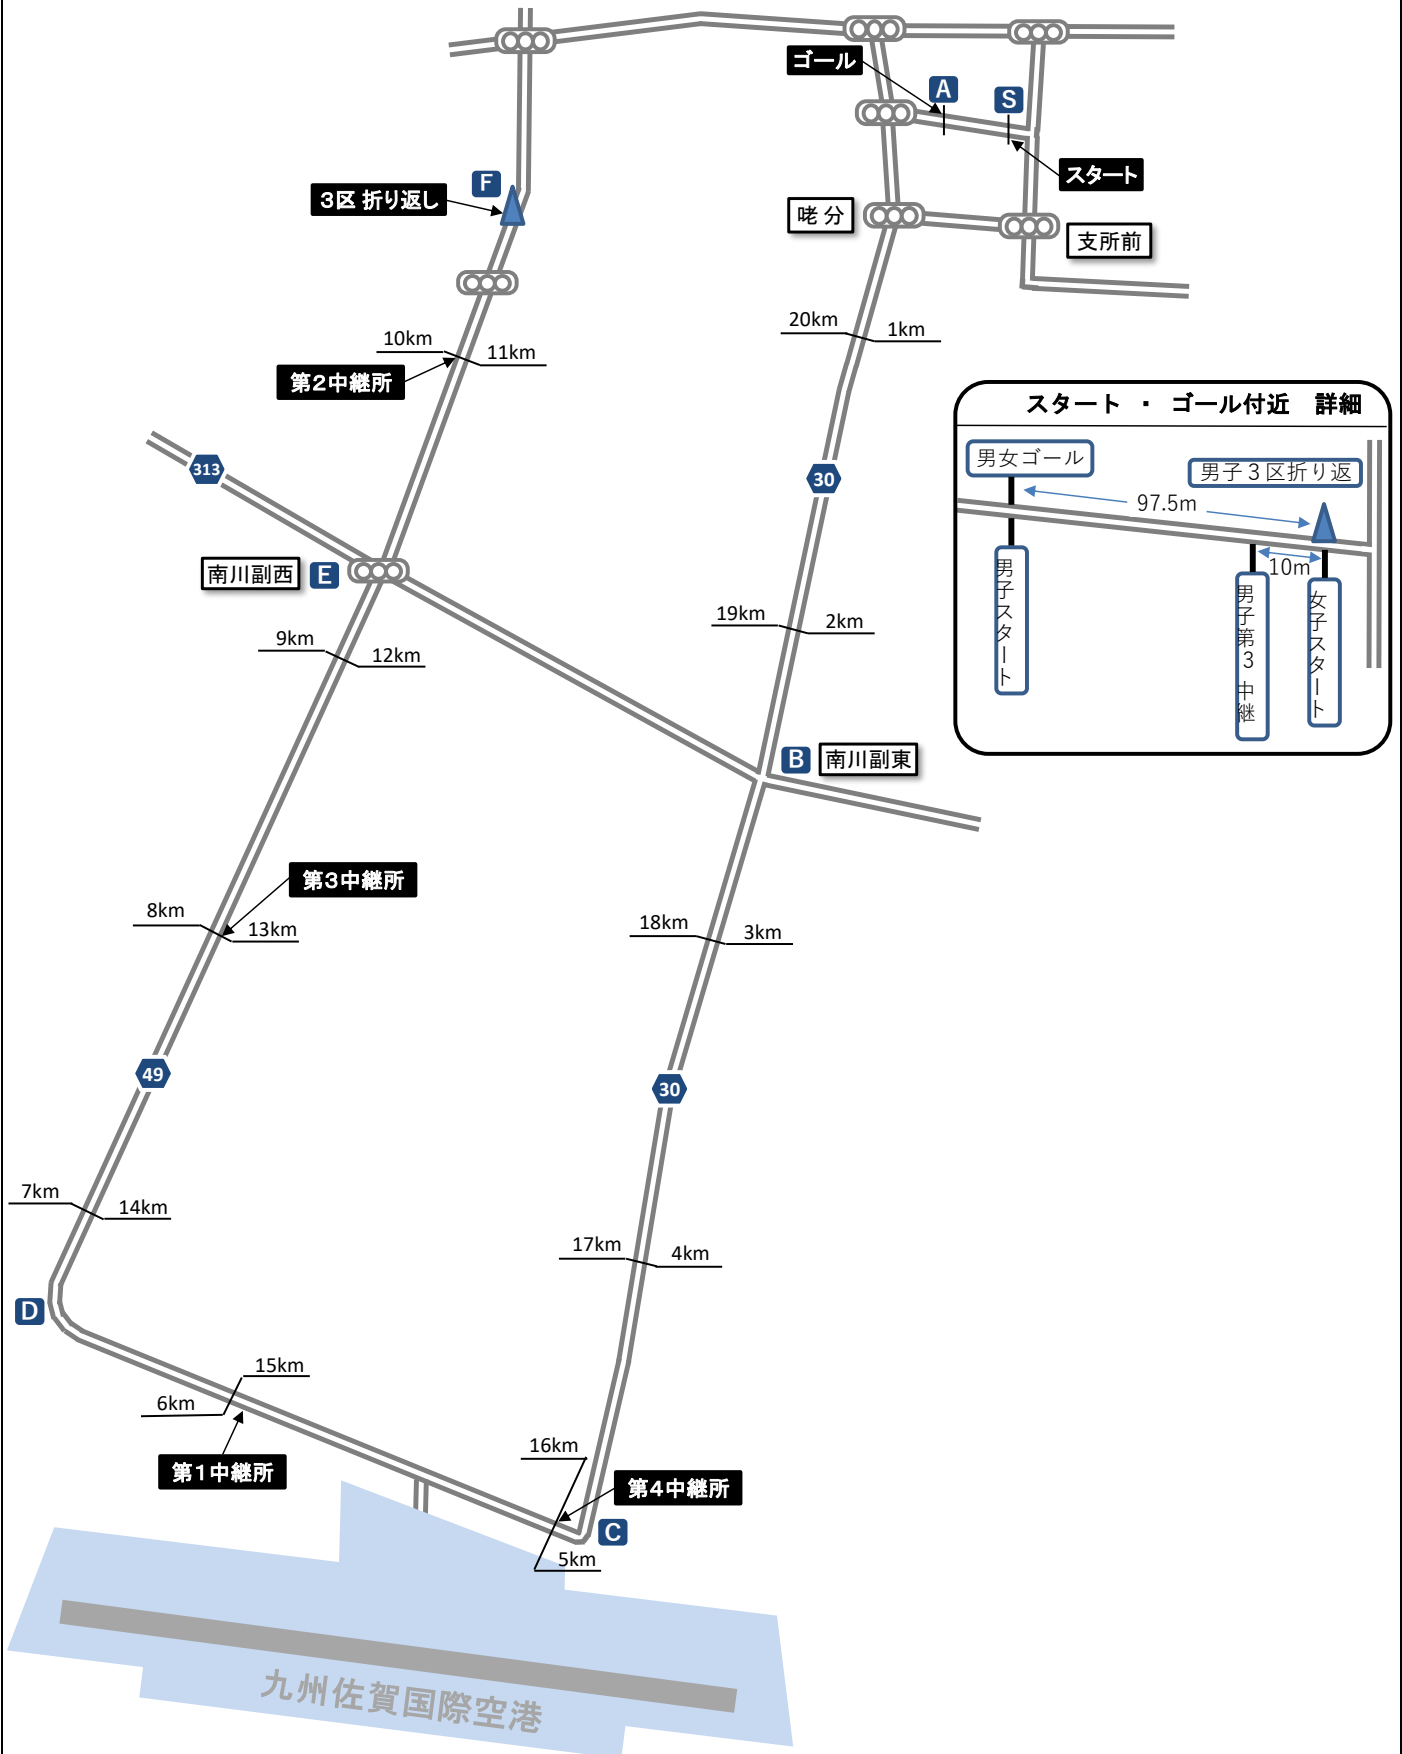 ゴール
A
S
スタート
F
3区 折り返し
咾 分
支所前
20km
1km
10km
11km
第2中継所
スタート ・ ゴール付近 詳細
男女ゴール
男子3区折り返
97.5m
10m
男子スタート
男子第3中継
女子スタート
313
30
南川副西
E
19km
2km
9km
12km
B
南川副東
第3中継所
8km
13km
18km
3km
49
30
7km
14km
17km
4km
D
15km
6km
16km
第1中継所
第4中継所
C
5km
九州佐賀国際空港